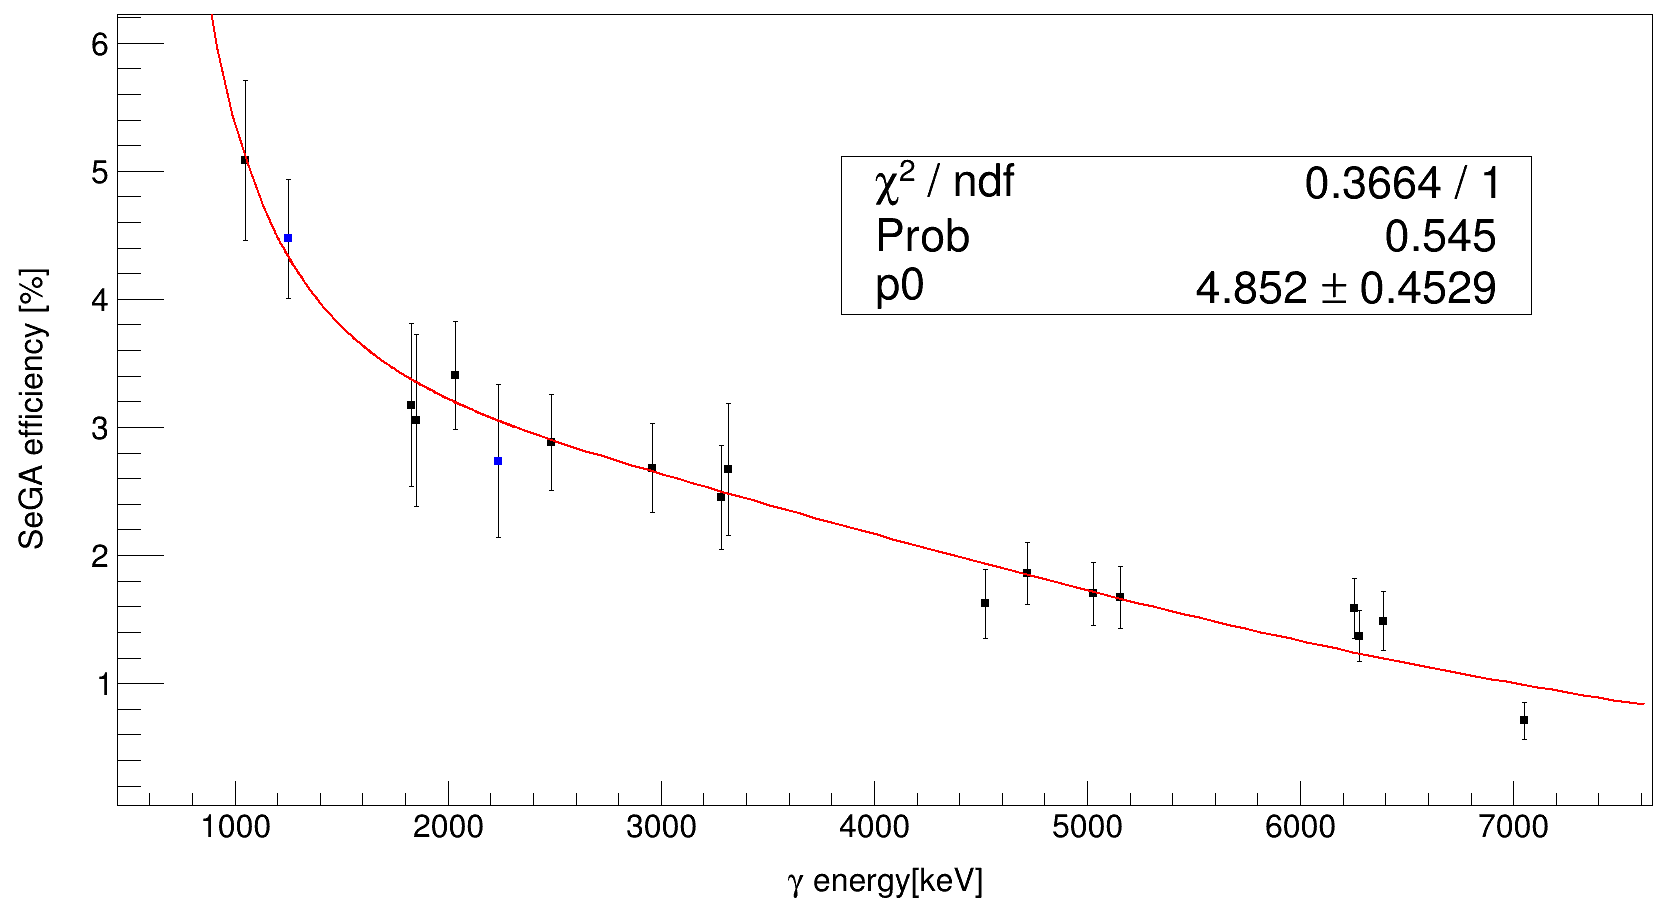 6
5
4
3
2
1
SeGA efficiency [%]
χ² / ndf 0.3664 / 1
Prob 0.545
p0 4.852 ± 0.4529
1000 2000 3000 4000 5000 6000 7000
γ energy[keV]